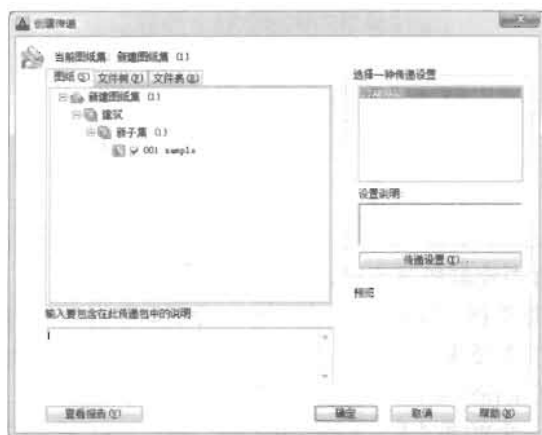 创建传递
当前图纸集: 新建图纸集 (1)
图纸(S) 文件树(F) 文件表(A)
新建图纸集 (1)
建筑
新子集 (1)
001 sample
选择一种传递设置
设置说明:
传递设置(T)...
预览
输入要包含在此传递包中的说明:
查看报告(V) 确定 取消 帮助(H)